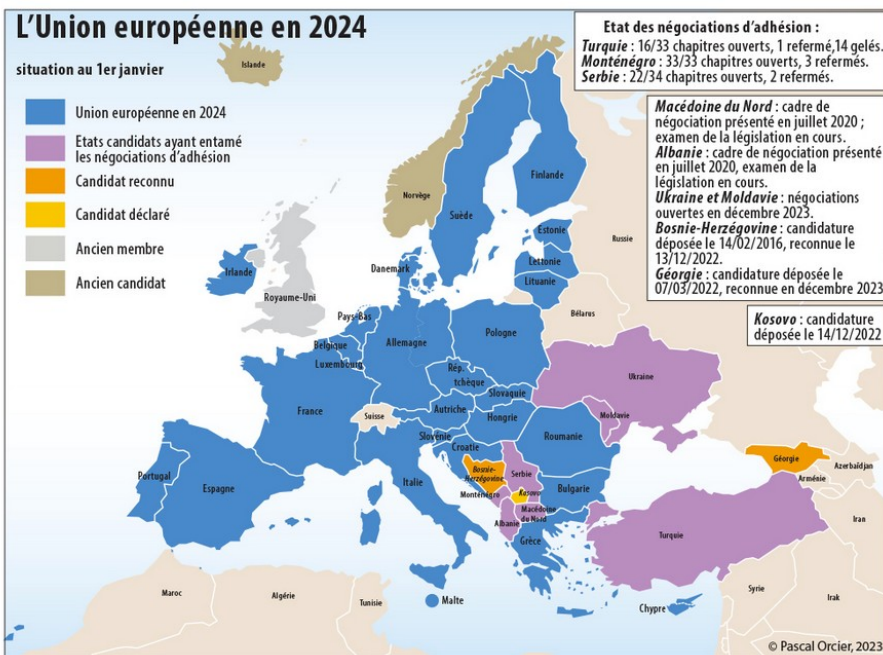 L'Union européenne en 2024
situation au 1er janvier
Union européenne en 2024
Etats candidats ayant entamé
les négociations d'adhésion
Candidat reconnu
Candidat déclaré
Ancien membre
Ancien candidat
Etat des négociations d'adhésion :
Turquie : 16/33 chapitres ouverts, 1 refermé,14 gelés.
Monténégro : 33/33 chapitres ouverts, 3 refermés.
Serbie : 22/34 chapitres ouverts, 2 refermés.
Macédoine du Nord : cadre de
négociation présenté en juillet 2020 ;
examen de la législation en cours.
Albanie : cadre de négociation présenté
en juillet 2020, examen de la
législation en cours.
Ukraine et Moldavie : négociations
ouvertes en décembre 2023.
Bosnie-Herzégovine : candidature
déposée le 14/02/2016, reconnue le
13/12/2022.
Géorgie : candidature déposée le
07/03/2022, reconnue en décembre 2023
Kosovo : candidature
déposée le 14/12/2022
Islande
Norvège
Suède
Finlande
Russie
Estonie
Lettonie
Lituanie
Danemark
Irlande
Royaume-Uni
Pays-Bas
Bélarus
Belgique
Luxembourg
Allemagne
Pologne
Rép.
tchèque
Slovaquie
Ukraine
Moldavie
France
Suisse
Autriche
Hongrie
Roumanie
Slovénie
Croatie
Bosnie-
Herzégovine
Serbie
Portugal
Espagne
Italie
Monténégro
Kosovo
Bulgarie
Macédoine
du Nord
Albanie
Grèce
Géorgie
Azerbaïdjan
Arménie
Turquie
Iran
Maroc
Algérie
Tunisie
Malte
Chypre
Syrie
Irak
© Pascal Orcier, 2023